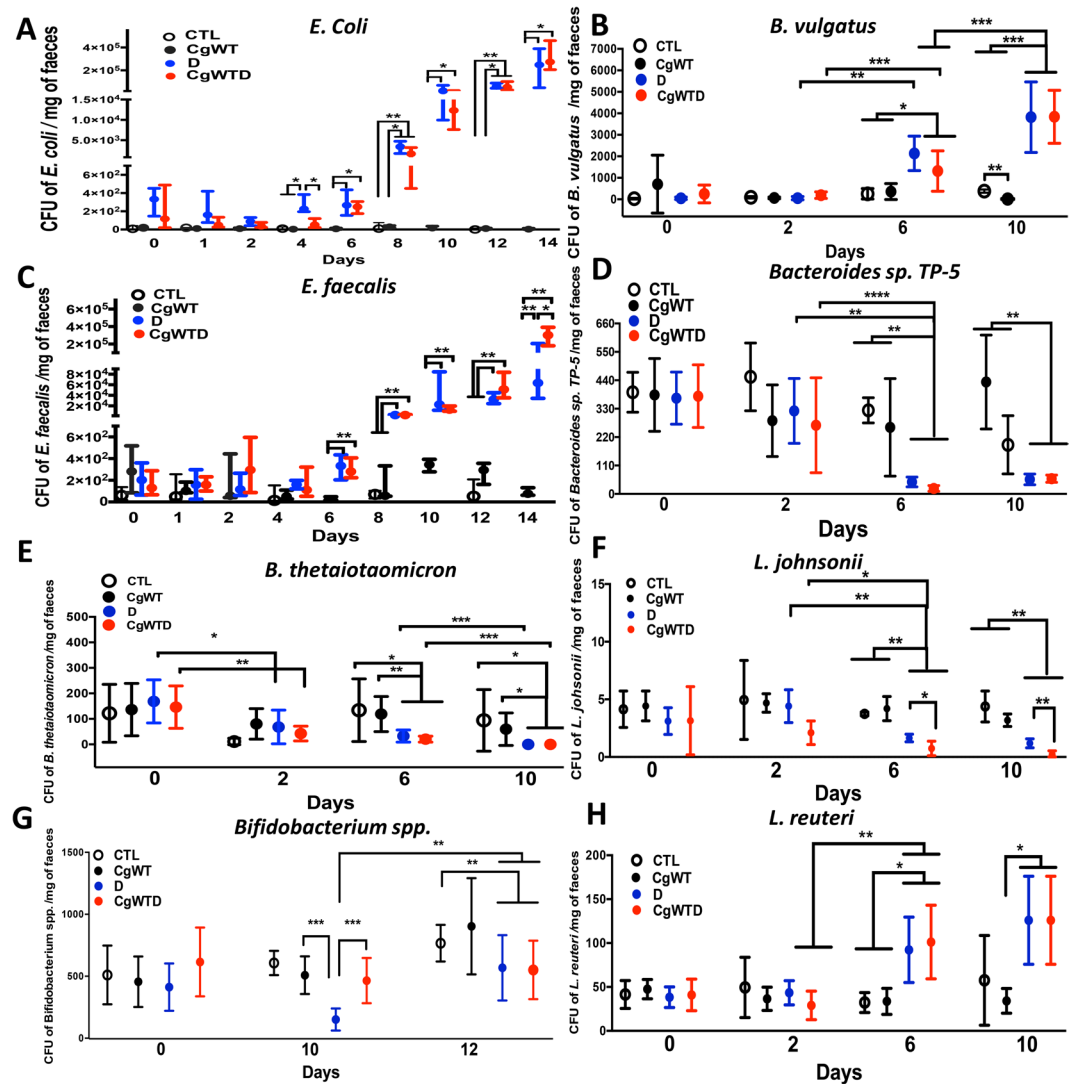 A
E. Coli
CTL
CgWT
D
CgWTD
CFU of E. coli / mg of faeces
4×10⁵
2×10⁵
1.5×10⁴
1.0×10⁴
5.0×10³
6×10²
4×10²
2×10²
0
* ** * * * * ** * * ** * *
0 1 2 4 6 8 10 12 14
Days
B
B. vulgatus
CTL
CgWT
D
CgWTD
CFU of B. vulgatus /mg of faeces
7000
6000
5000
4000
3000
2000
1000
0
*** *** *** ** * **
0 2 6 10
Days
C
E. faecalis
CTL
CgWT
D
CgWTD
CFU of E. faecalis /mg of faeces
6×10⁵
4×10⁵
2×10⁵
8×10⁴
6×10⁴
4×10⁴
2×10⁴
6×10²
4×10²
2×10²
0
** ** ** ** ** ** *
0 1 2 4 6 8 10 12 14
Days
D
Bacteroides sp. TP-5
CTL
CgWT
D
CgWTD
CFU of Bacteroides sp. TP-5 /mg of faeces
660
550
440
330
220
110
0
**** ** ** **
0 2 6 10
Days
E
B. thetaiotaomicron
CTL
CgWT
D
CgWTD
CFU of B. thetaiotaomicron /mg of faeces
500
400
300
200
100
0
* ** *** *** * ** * *
0 2 6 10
Days
F
L. johnsonii
CTL
CgWT
D
CgWTD
CFU of L. johsonii /mg of faeces
15
10
5
0
* ** ** * ** **
0 2 6 10
Days
G
Bifidobacterium spp.
CTL
CgWT
D
CgWTD
CFU of Bifidobacterium spp. /mg of faeces
1500
1000
500
0
** ** *** ***
0 10 12
Days
H
L. reuteri
CTL
CgWT
D
CgWTD
CFU of L. reuteri /mg of faeces
200
150
100
50
0
** * *
0 2 6 10
Days